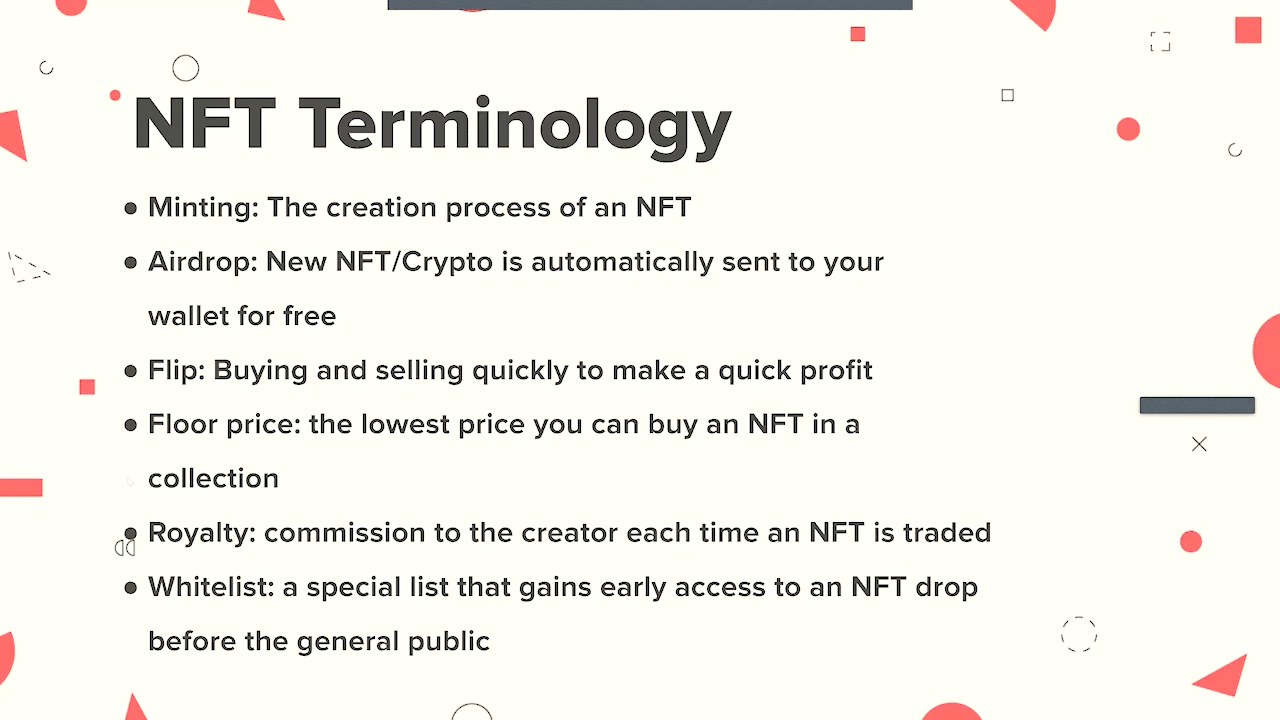 NFT Terminology
● Minting: The creation process of an NFT
● Airdrop: New NFT/Crypto is automatically sent to your
wallet for free
● Flip: Buying and selling quickly to make a quick profit
● Floor price: the lowest price you can buy an NFT in a
collection
● Royalty: commission to the creator each time an NFT is traded
● Whitelist: a special list that gains early access to an NFT drop
before the general public